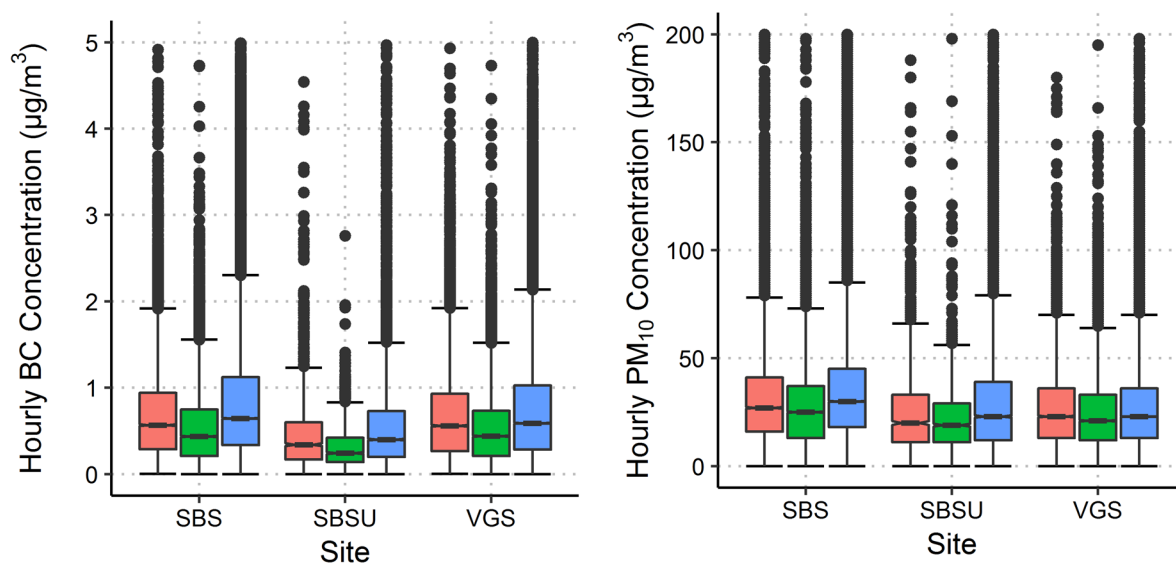 Hourly BC Concentration (µg/m³)
5
4
3
2
1
0
SBS SBSU VGS
Site
Hourly PM₁₀ Concentration (µg/m³)
200
150
100
50
0
SBS SBSU VGS
Site